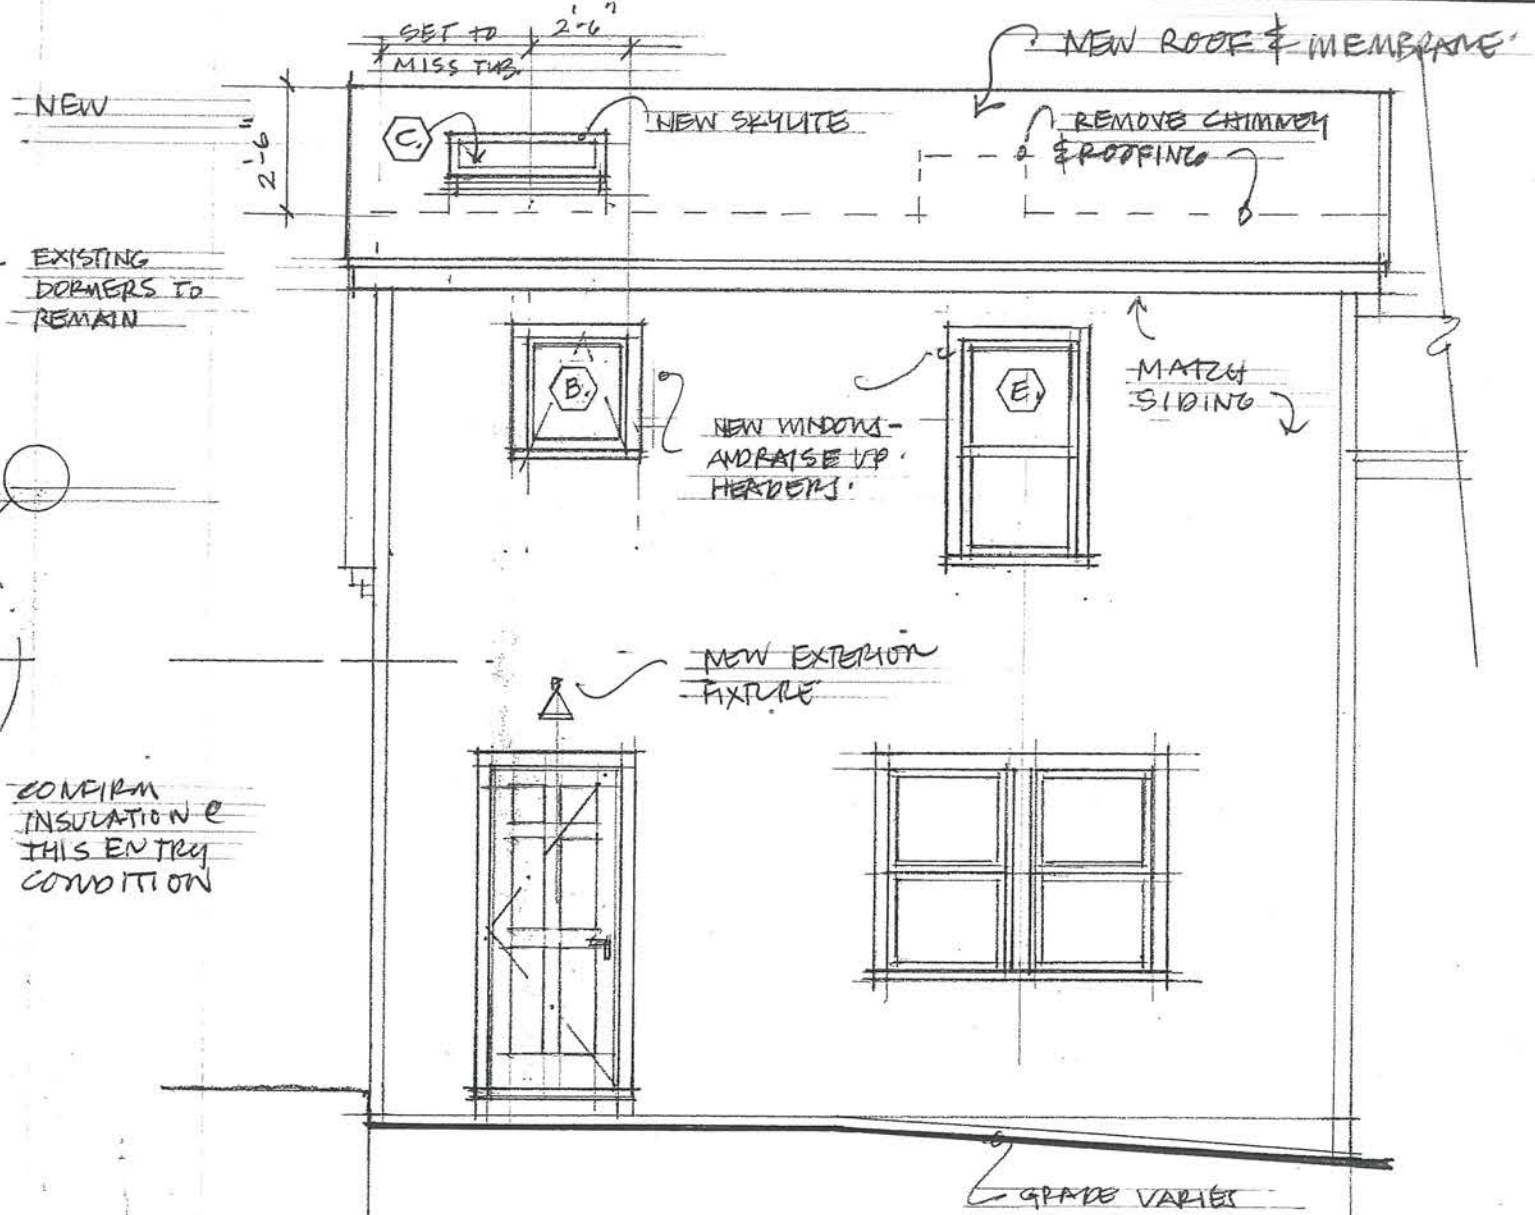 SET TO
MISS TUB.
2'-6"
NEW ROOF & MEMBRANE
NEW
2'-6"
C.
NEW SKYLITE
REMOVE CHIMNEY
& ROOFING
EXISTING
DORMERS TO
REMAIN
B.
E.
MATCH
SIDING
NEW WINDOWS -
AND RAISE UP
HEADERS.
NEW EXTERIOR
FIXTURE
CONFIRM
INSULATION @
THIS ENTRY
CONDITION
GRADE VARIES